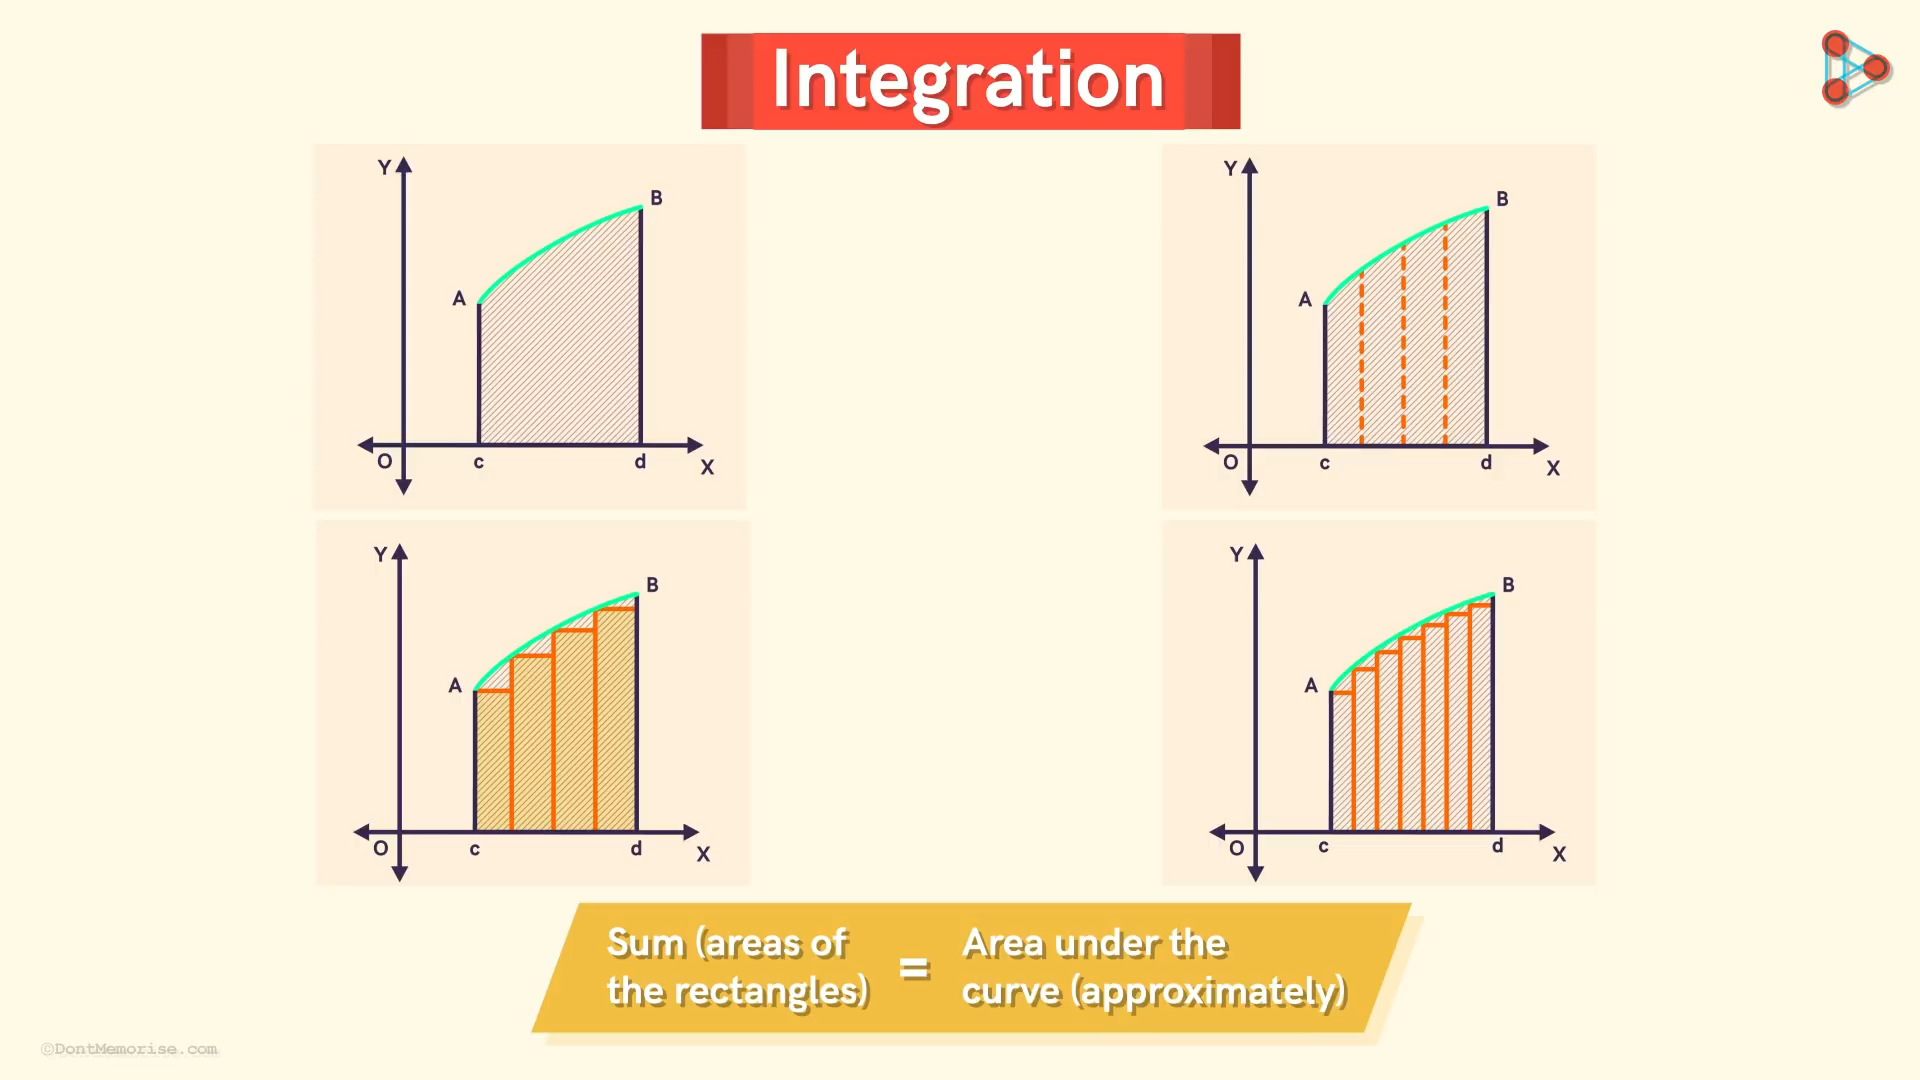 Integration
Y
B
A
O
c
d
X
Y
B
A
O
c
d
X
Y
B
A
O
c
d
X
Y
B
A
O
c
d
X
Sum (areas of
the rectangles)
=
Area under the
curve (approximately)
©DontMemorise.com